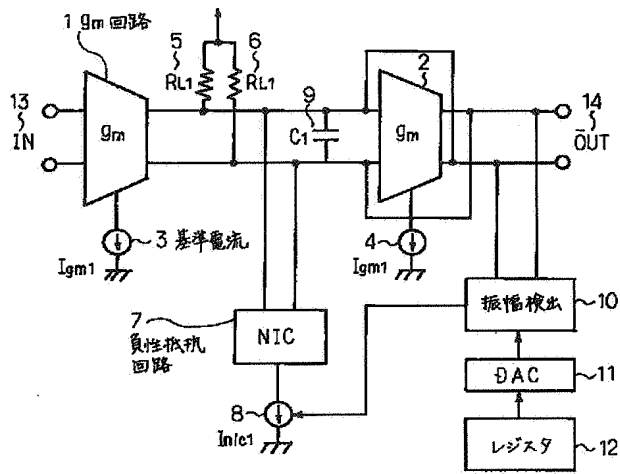 1 gm 回路
5
6
RL1
RL1
13
IN
gm
9
C1
2
gm
14
OUT
3 基準電流
Igm1
4
Igm1
7
負性抵抗
回路
NIC
振幅検出
10
DAC
11
8
Inic1
レジスタ
12